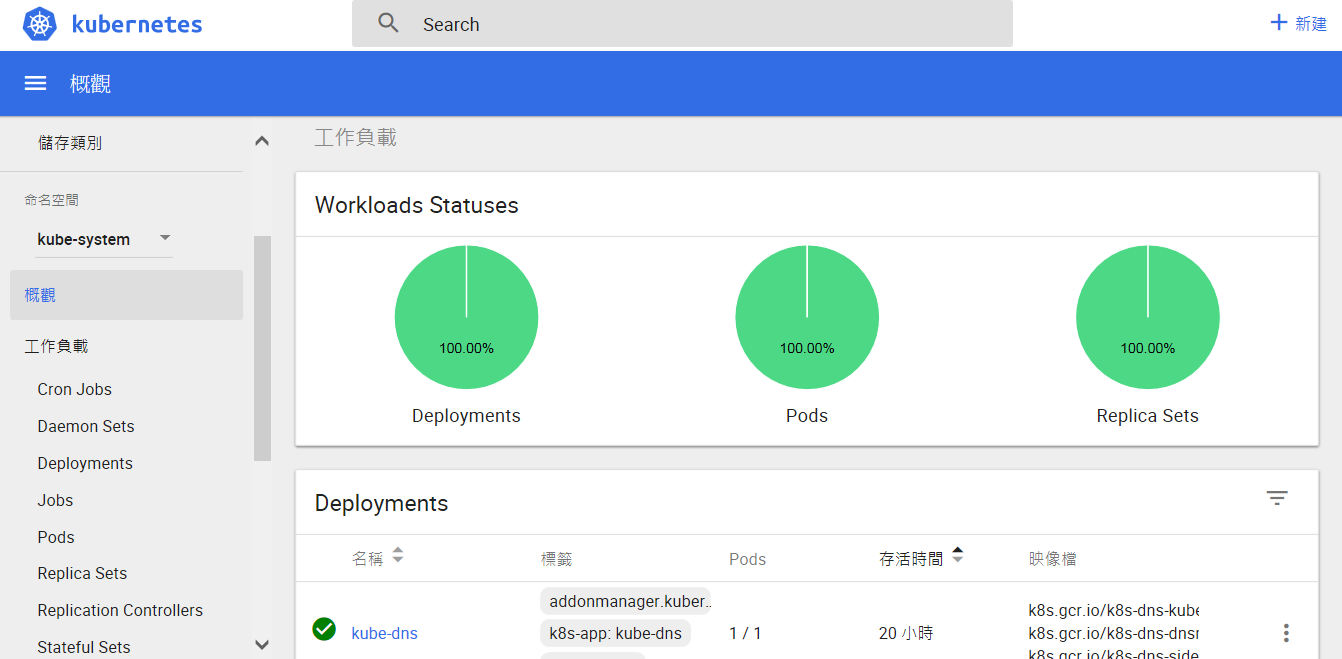 kubernetes
Search
新建
概觀
儲存類別
命名空間
kube-system
概觀
工作負載
Cron Jobs
Daemon Sets
Deployments
Jobs
Pods
Replica Sets
Replication Controllers
Stateful Sets
工作負載
Workloads Statuses
100.00%
100.00%
100.00%
Deployments
Pods
Replica Sets
Deployments
名稱
標籤
Pods
存活時間
映像檔
kube-dns
addonmanager.kuber..
k8s-app: kube-dns
1 / 1
20 小時
k8s.gcr.io/k8s-dns-kube
k8s.gcr.io/k8s-dns-dnsr
k8s.gcr.io/k8s-dns-side